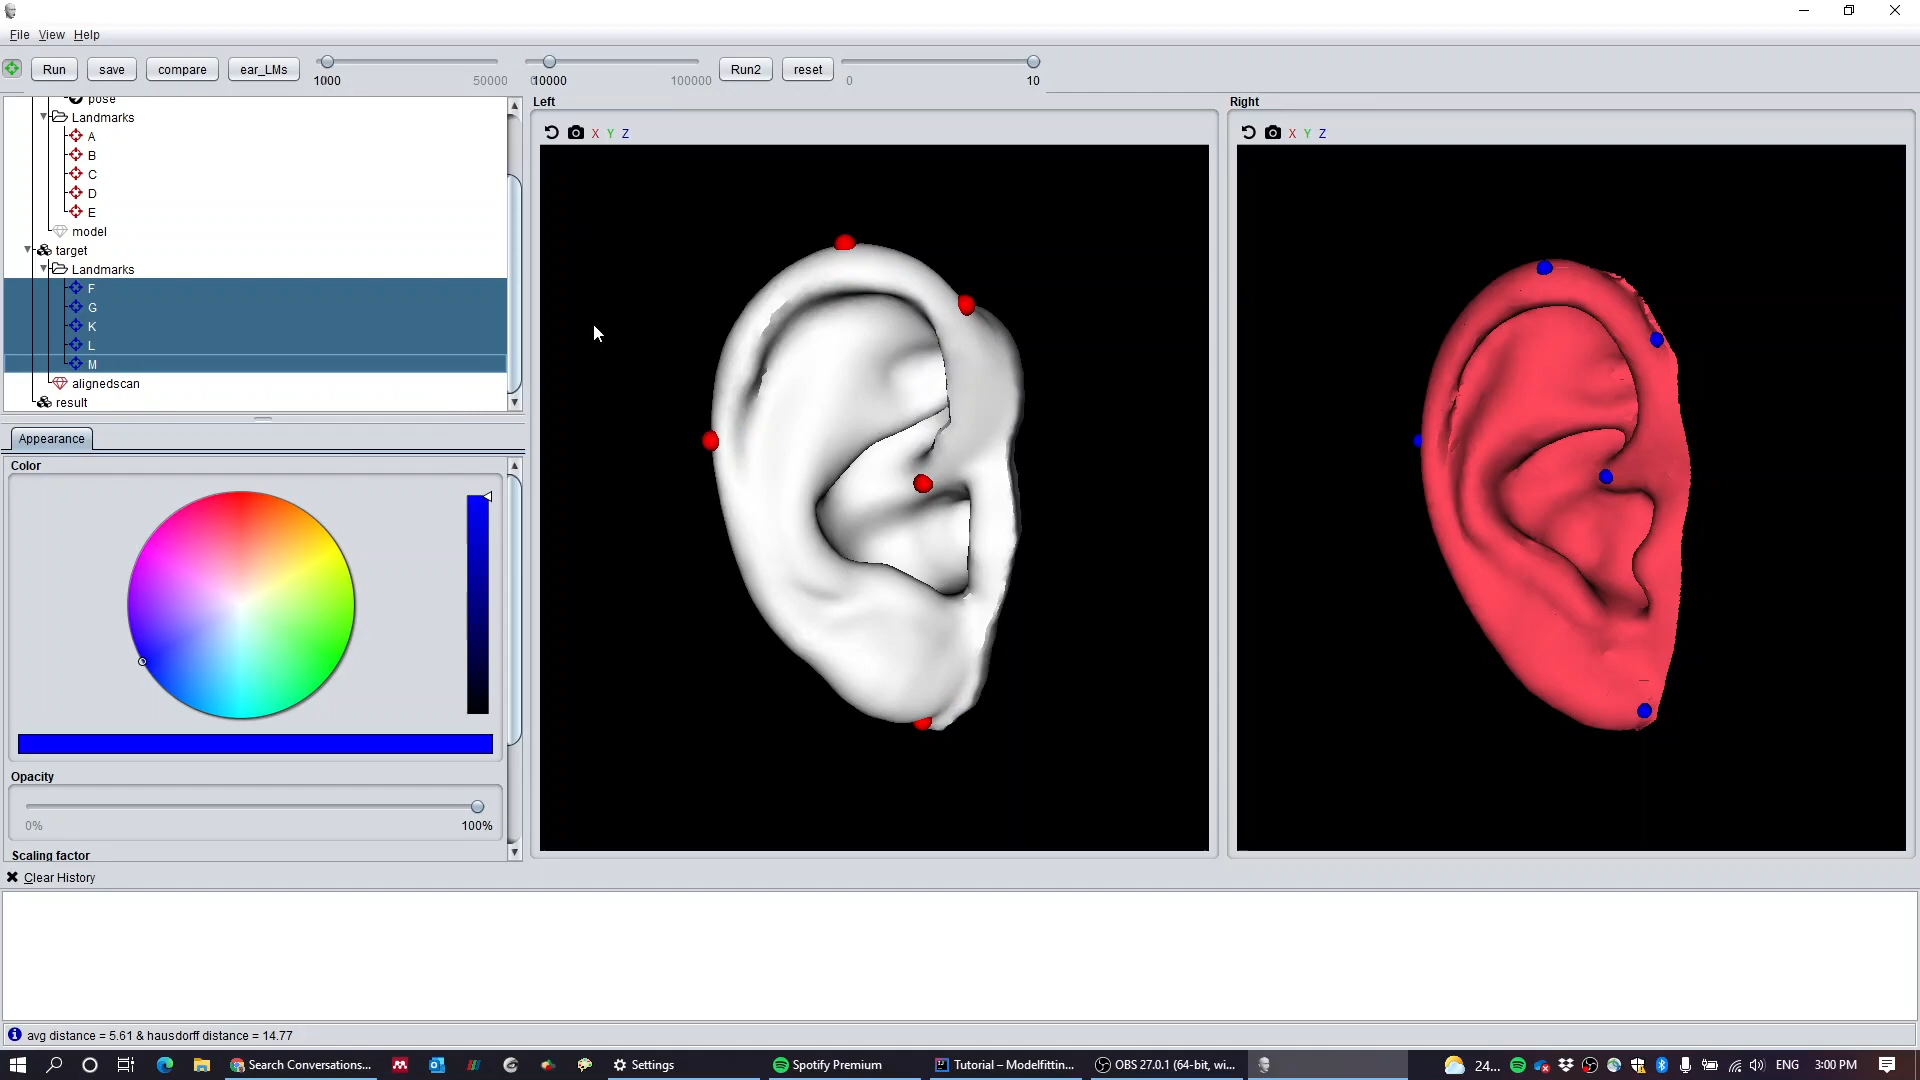 File View Help
Run save compare ear_LMs 1000 50000 10000 100000 Run2 reset 0 10
pose
Landmarks
A
B
C
D
E
model
target
Landmarks
F
G
K
L
M
alignedscan
result
Left
X Y Z
Right
X Y Z
Appearance
Color
Opacity
0% 100%
Scaling factor
Clear History
avg distance = 5.61 & hausdorff distance = 14.77
Search Conversations... Settings Spotify Premium Tutorial – Modelfittin... OBS 27.0.1 (64-bit, wi... 24... ENG 3:00 PM